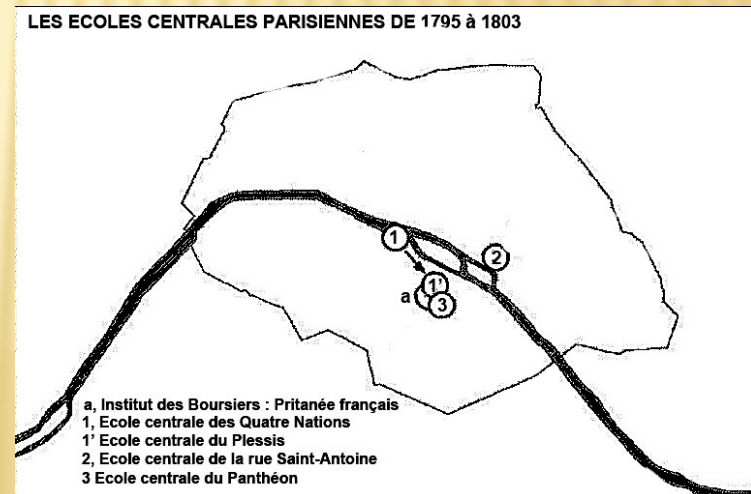 LES ECOLES CENTRALES PARISIENNES DE 1795 à 1803
1
2
1'
a
3
a, Institut des Boursiers : Pritanée français
1, Ecole centrale des Quatre Nations
1' Ecole centrale du Plessis
2, Ecole centrale de la rue Saint-Antoine
3 Ecole centrale du Panthéon